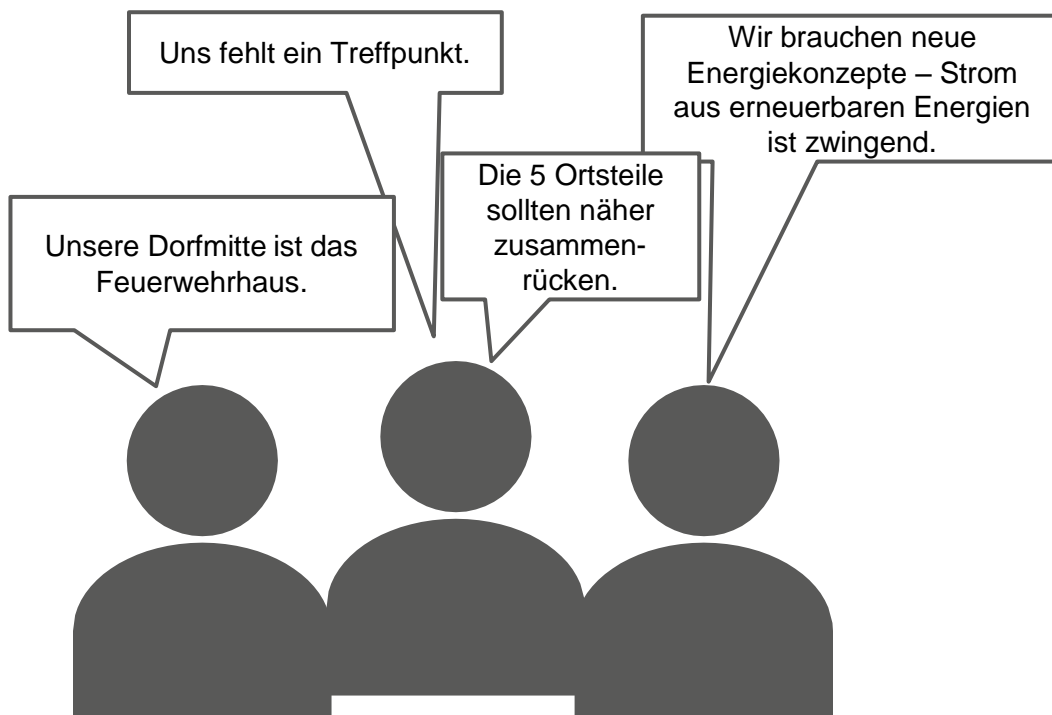 Uns fehlt ein Treffpunkt.
Wir brauchen neue
Energiekonzepte – Strom
aus erneuerbaren Energien
ist zwingend.
Die 5 Ortsteile
sollten näher
zusammen-
rücken.
Unsere Dorfmitte ist das
Feuerwehrhaus.